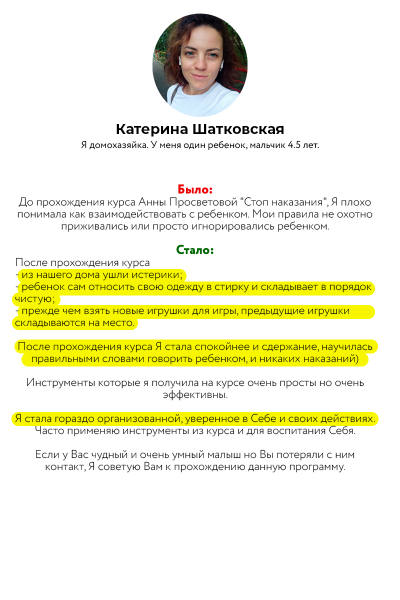 Катерина Шатковская
Я домохазяйка. У меня один ребенок, мальчик 4.5 лет.
Было:
До прохождения курса Анны Просветовой "Стоп наказания", Я плохо
понимала как взаимодействовать с ребенком. Мои правила не охотно
приживались или просто игнорировались ребенком.
Стало:
После прохождения курса
- из нашего дома ушли истерики;
- ребенок сам относить свою одежду в стирку и складывает в порядок
чистую;
- прежде чем взять новые игрушки для игры, предыдущие игрушки
складываются на место.
После прохождения курса Я стала спокойнее и сдержание, научилась
правильными словами говорить ребенком, и никаких наказаний)
Инструменты которые я получила на курсе очень просты но очень
эффективны.
Я стала гораздо организованной, уверенное в Себе и своих действиях.
Часто применяю инструменты из курса и для воспитания Себя.
Если у Вас чудный и очень умный малыш но Вы потеряли с ним
контакт, Я советую Вам к прохождению данную программу.